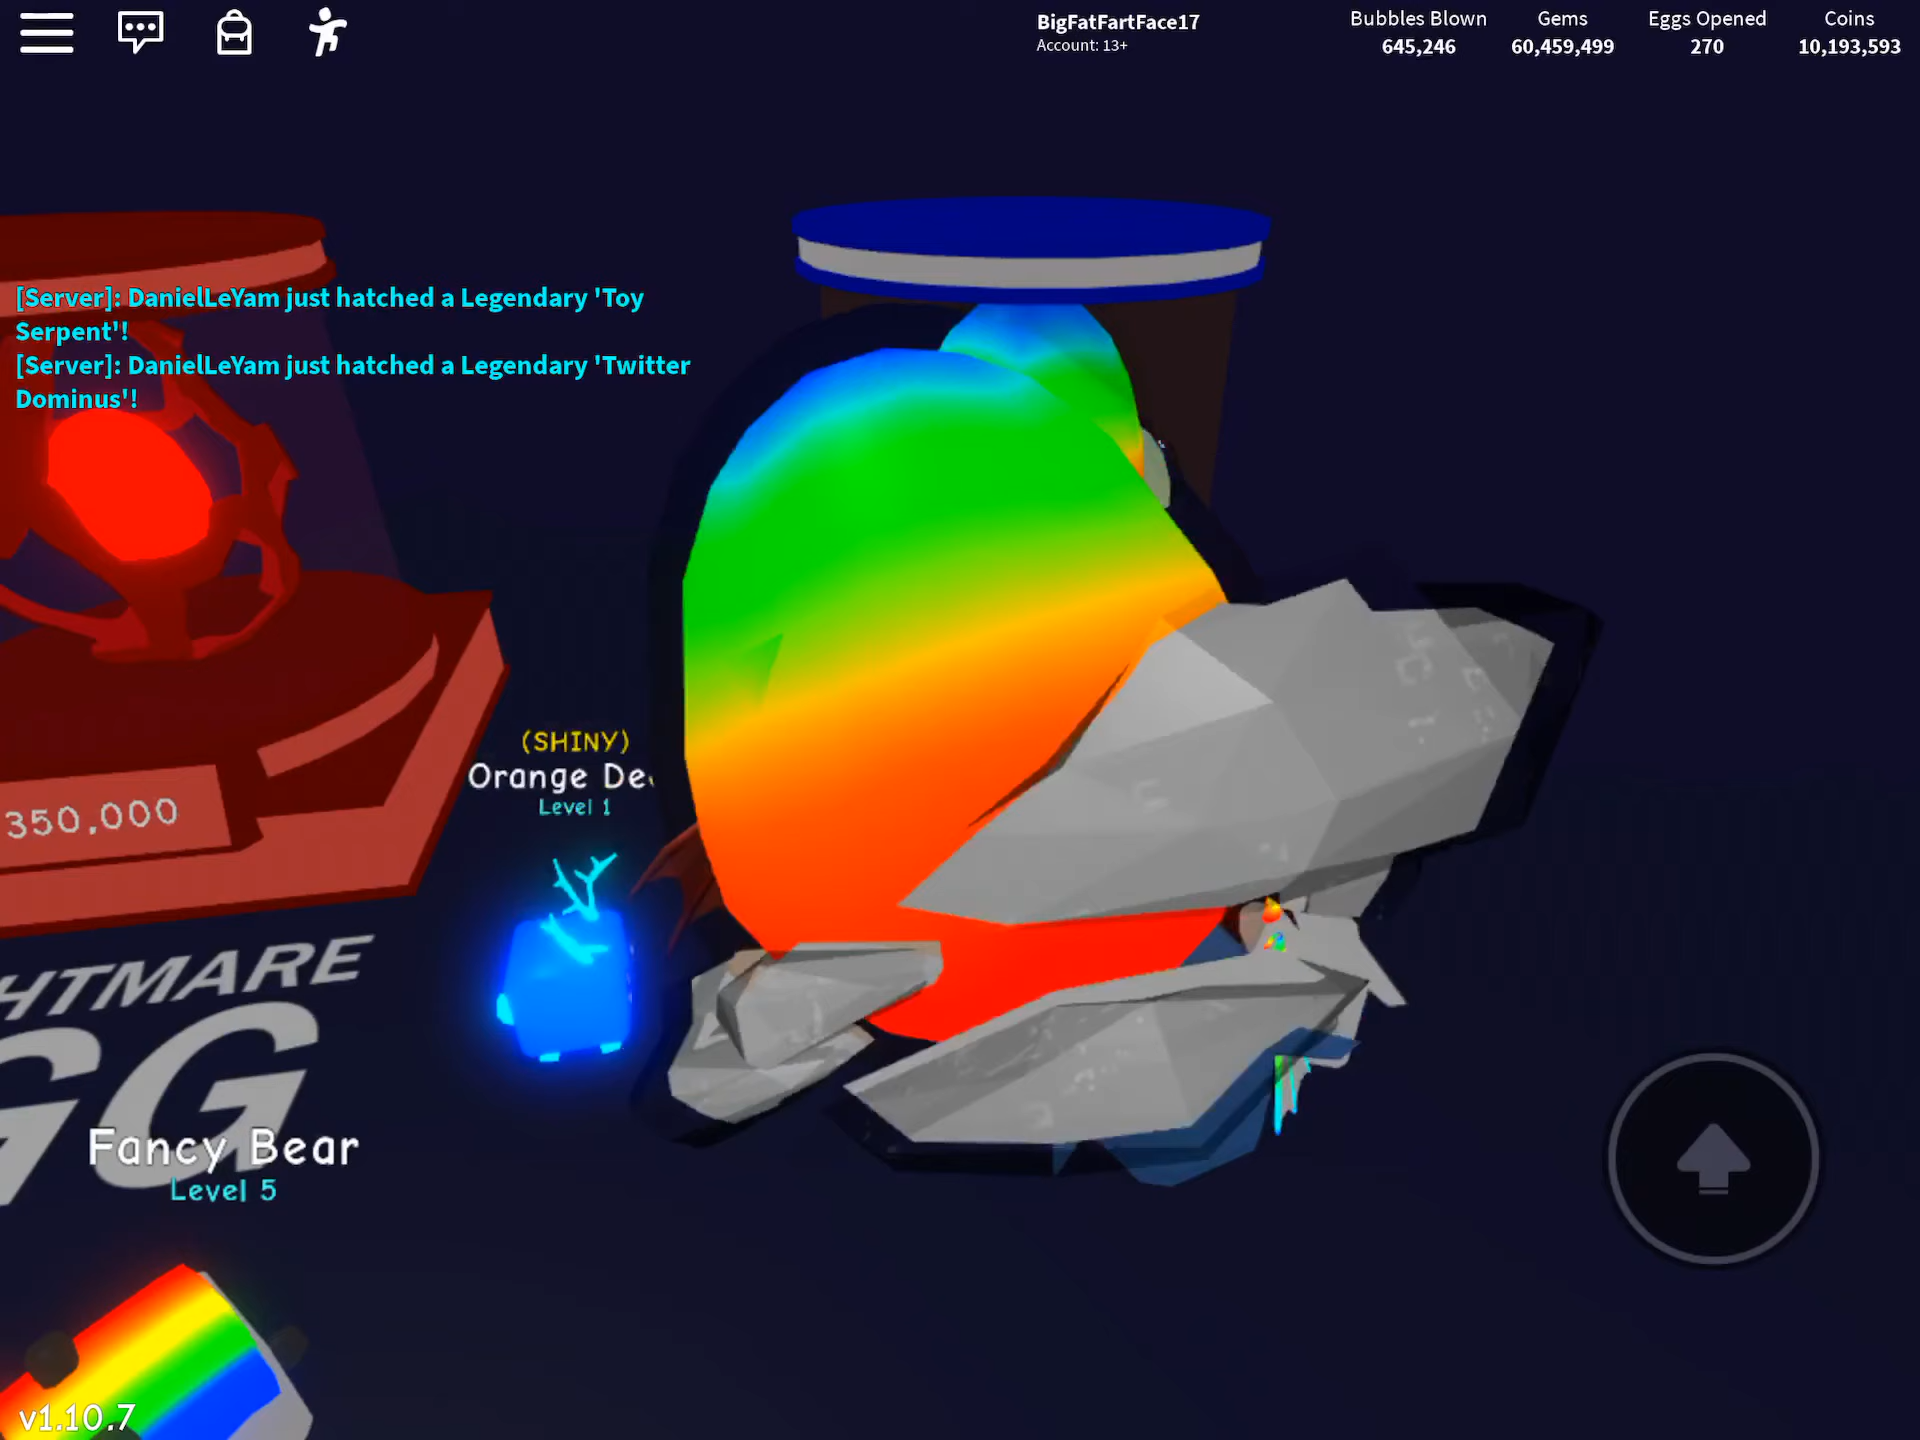 BigFatFartFace17
Account: 13+
Bubbles Blown
645,246
Gems
60,459,499
Eggs Opened
270
Coins
10,193,593
[Server]: DanielLeYam just hatched a Legendary 'Toy
Serpent'!
[Server]: DanielLeYam just hatched a Legendary 'Twitter
Dominus'!
(SHINY)
Orange De
Level 1
350,000
HTMARE
GG
Fancy Bear
Level 5
v1.10.7